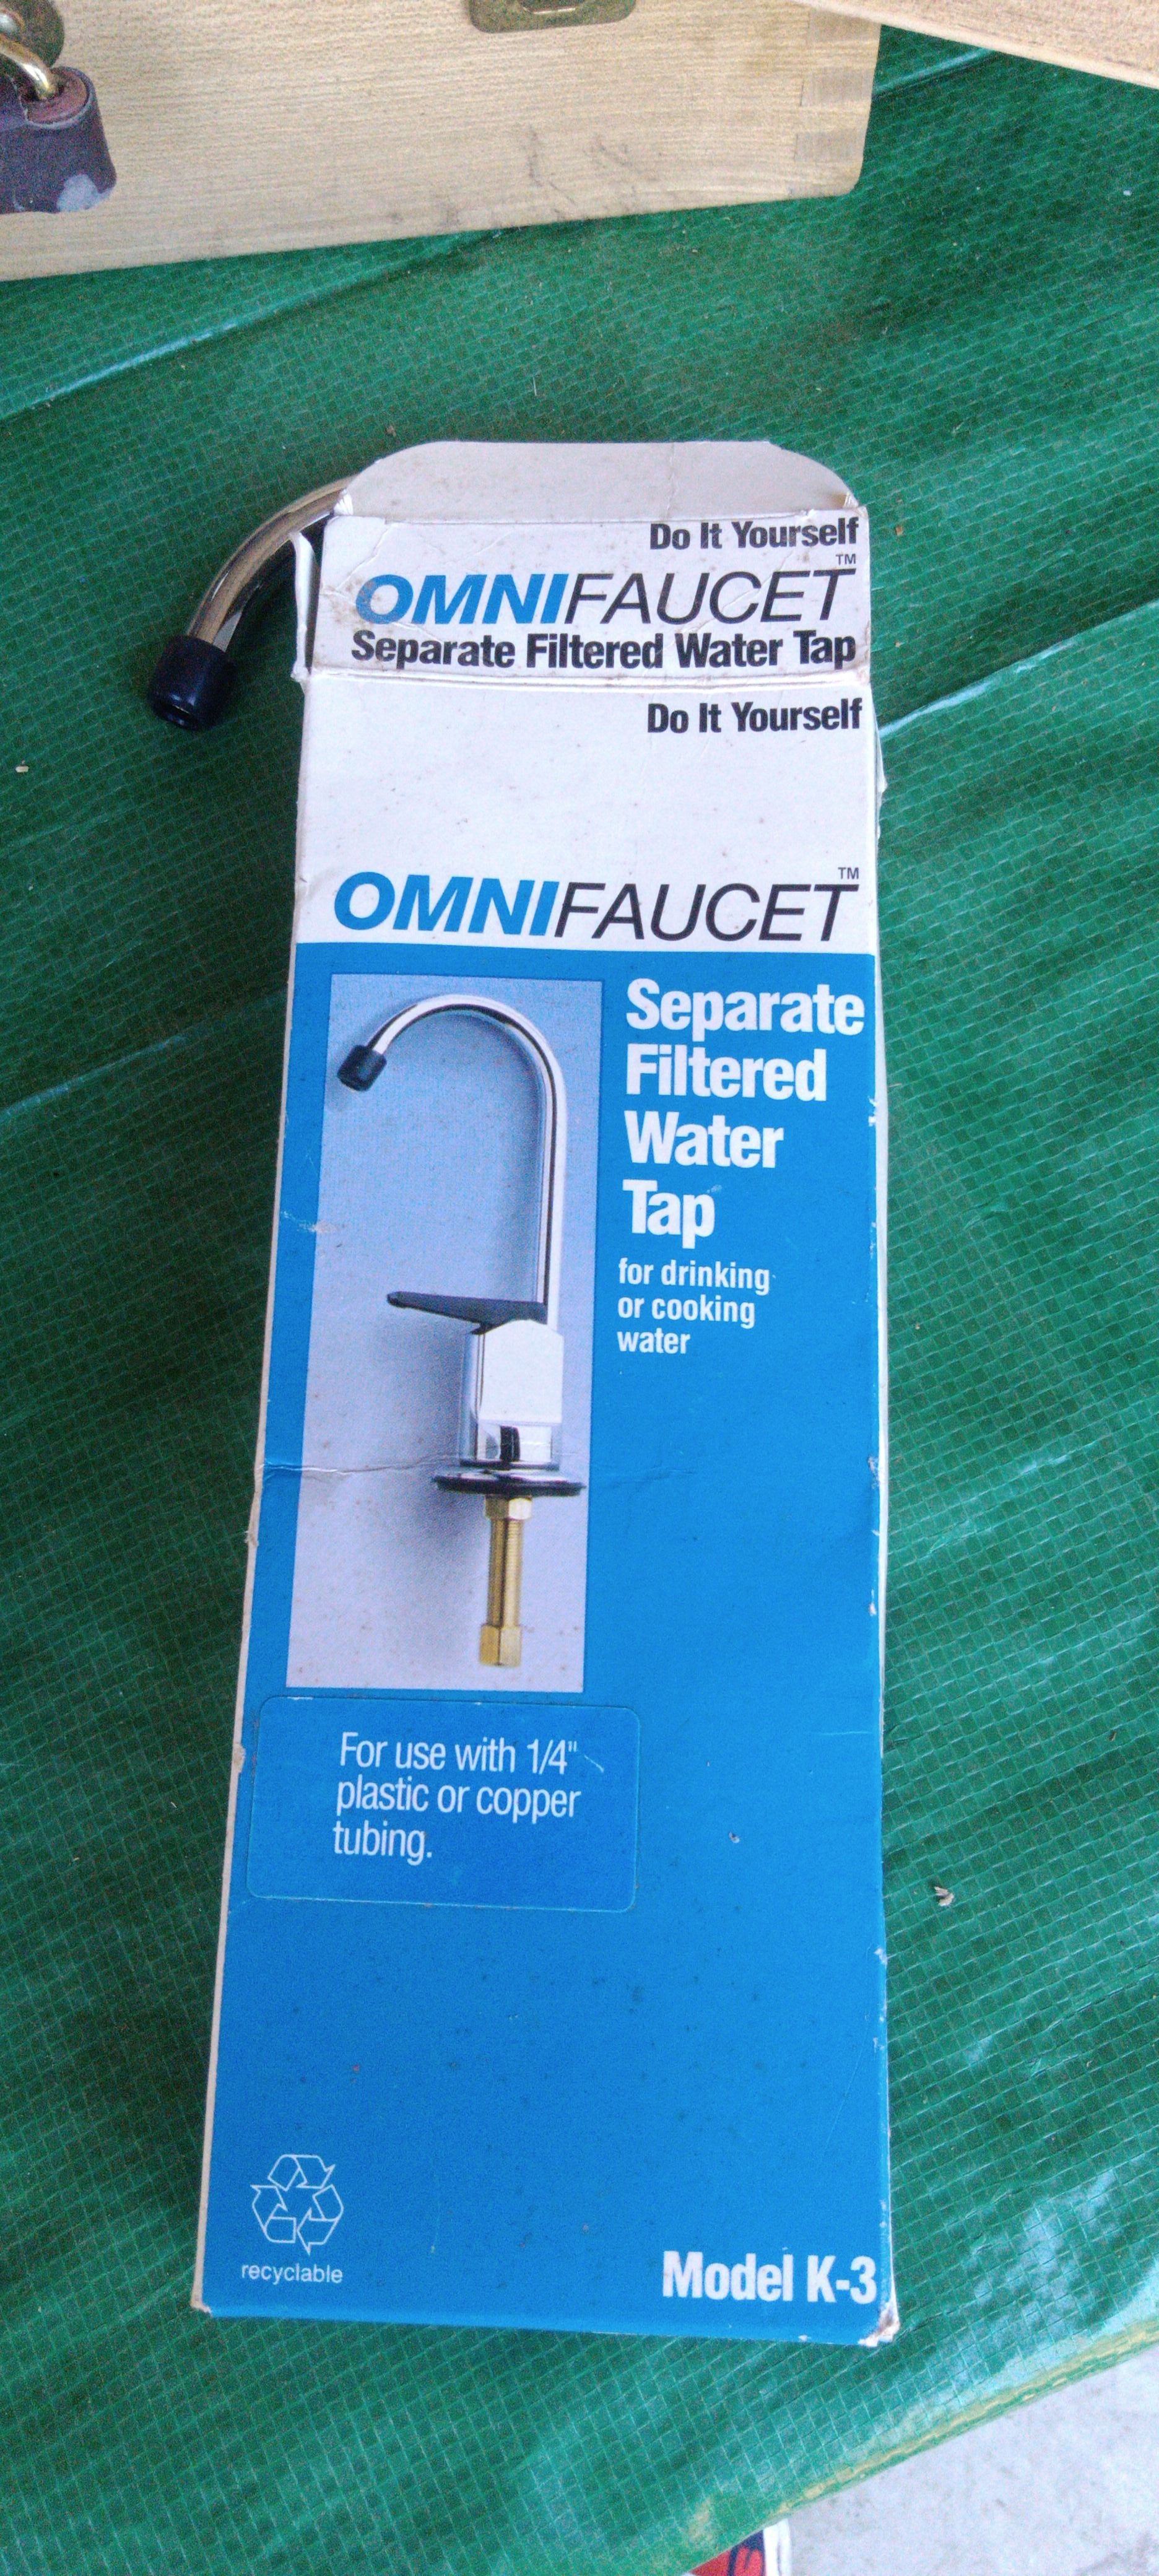 Do It Yourself
OMNIFAUCET™
Separate Filtered Water Tap
Do It Yourself
OMNIFAUCET™
Separate
Filtered
Water
Tap
for drinking
or cooking
water
For use with 1/4"
plastic or copper
tubing.
recyclable
Model K-3